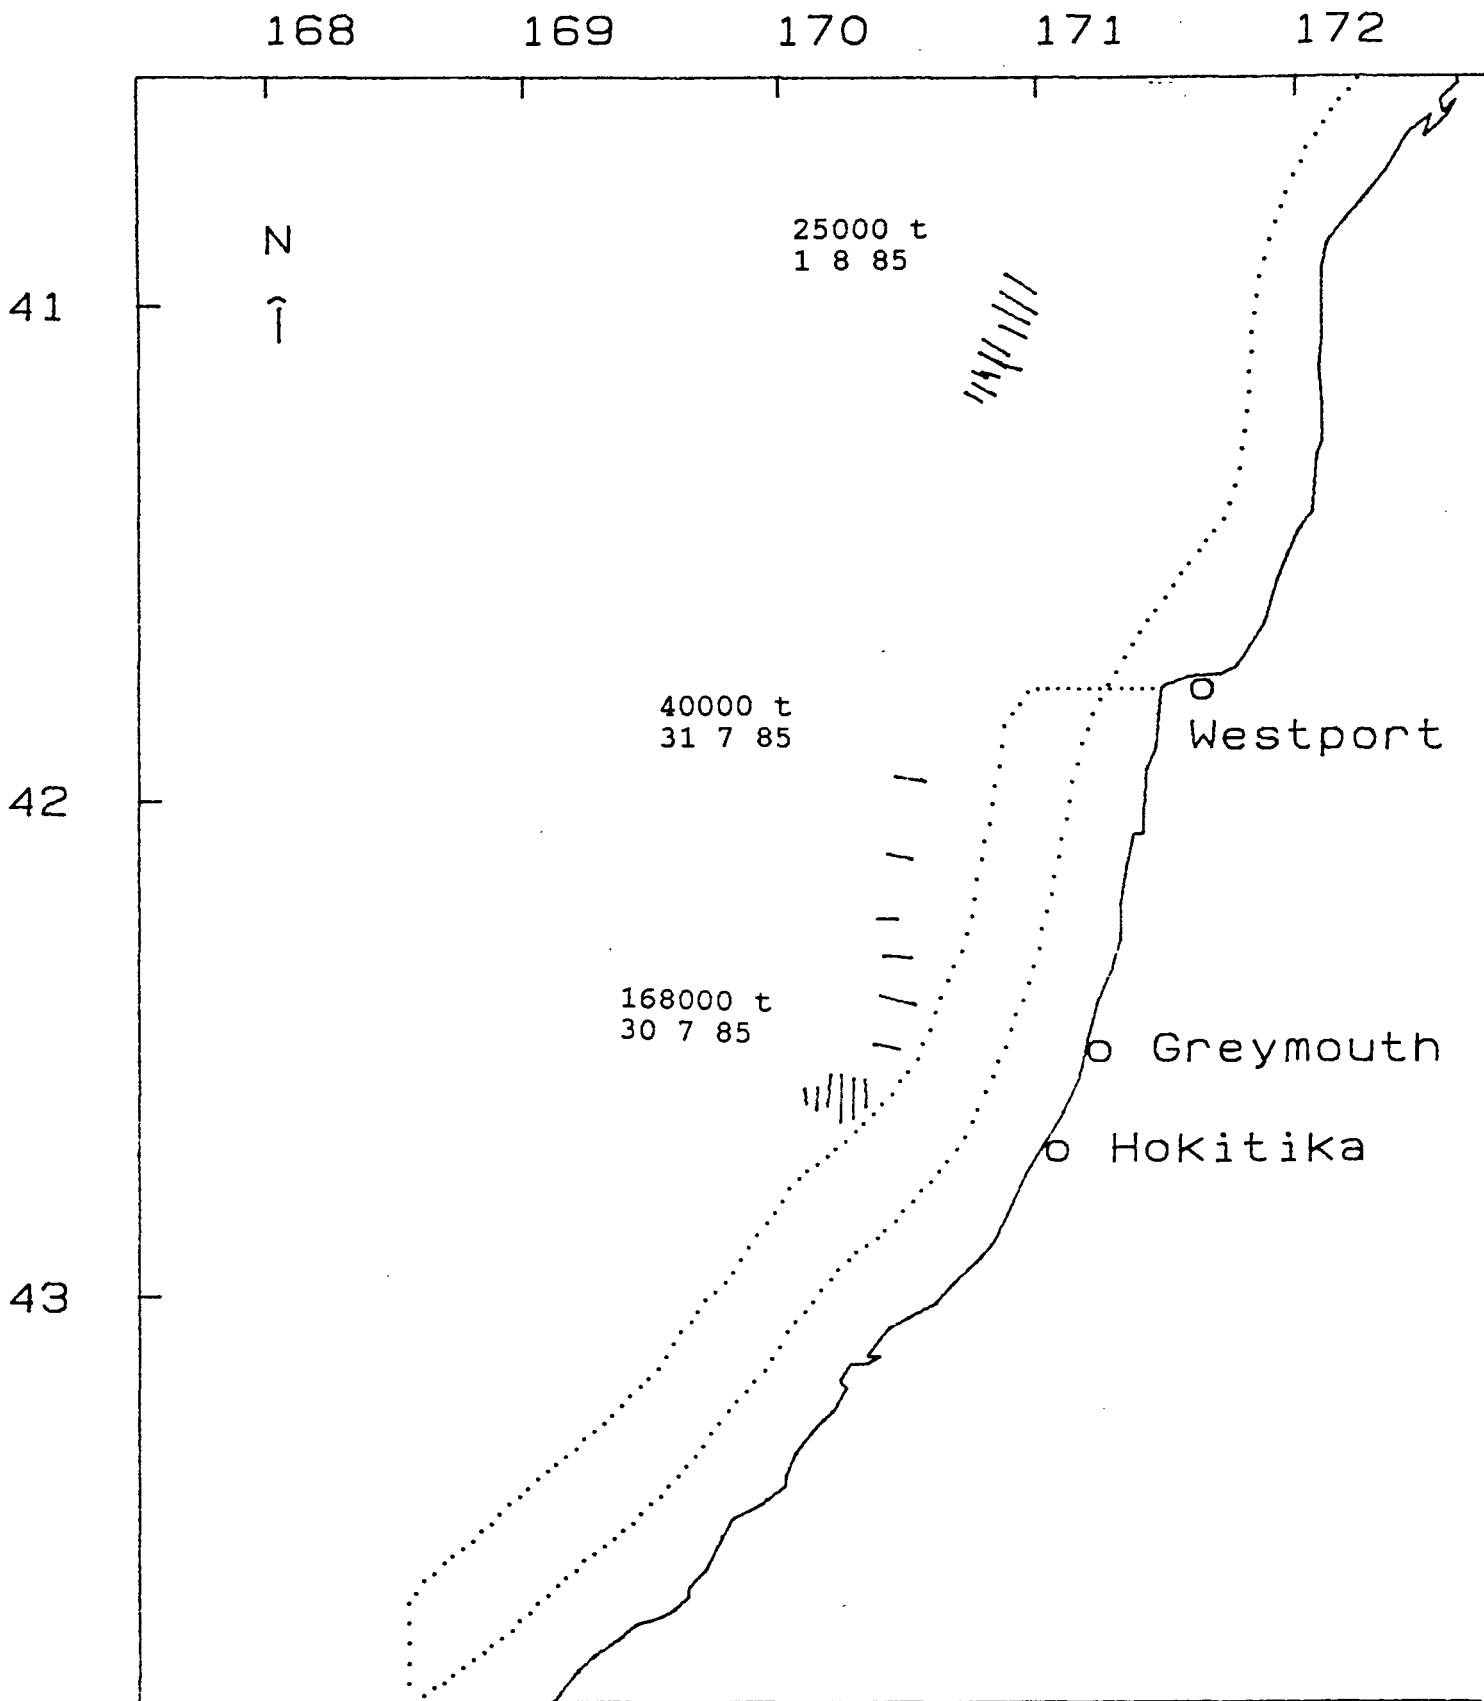 168 169 170 171 172
25000 t
1 8 85
N
41
40000 t
31 7 85
Westport
42
168000 t
30 7 85
Greymouth
Hokitika
43